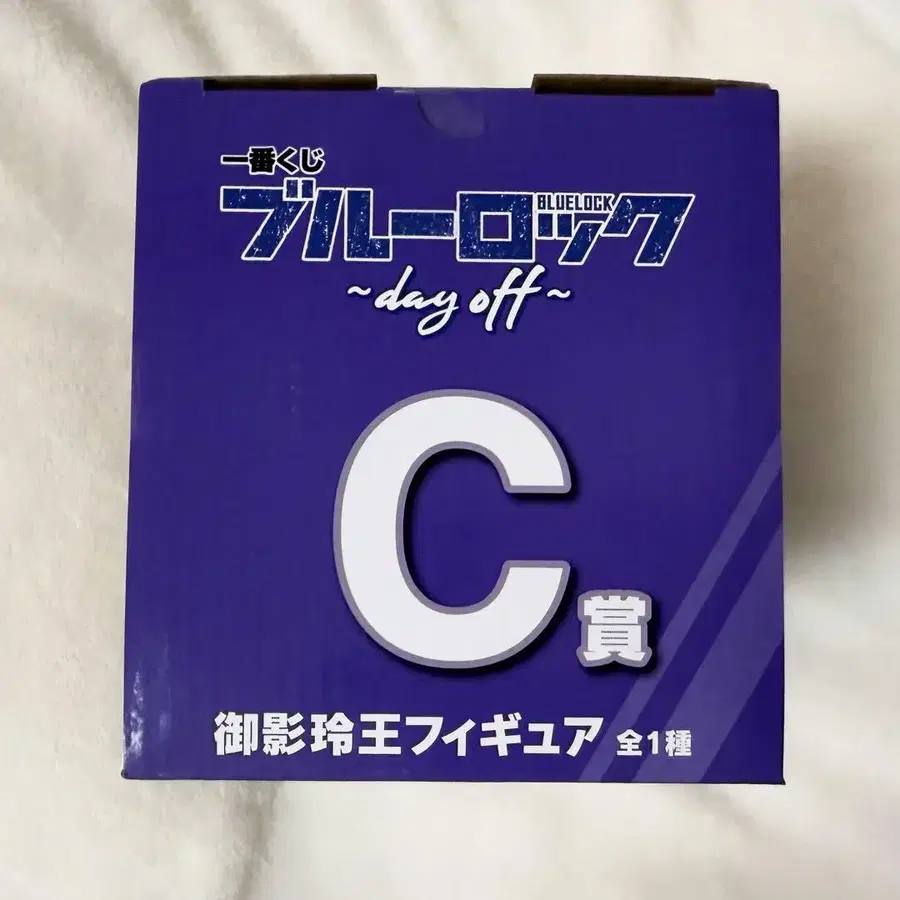 一番くじ
ブルーロック
BLUELOCK
~day off~
C賞
御影玲王フィギュア 全1種